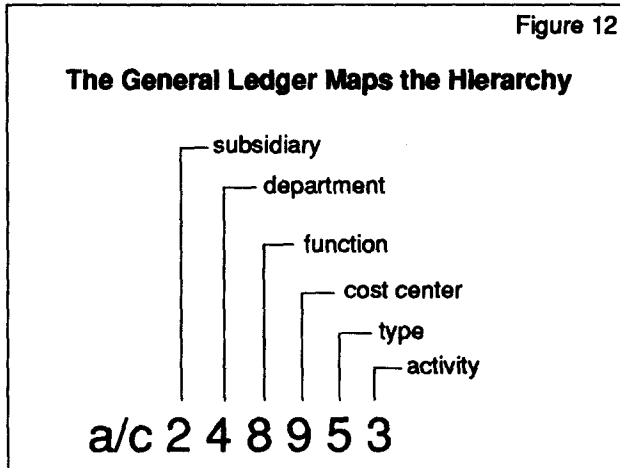 Figure 12
The General Ledger Maps the Hierarchy
subsidiary
department
function
cost center
type
activity
a/c 2 4 8 9 5 3